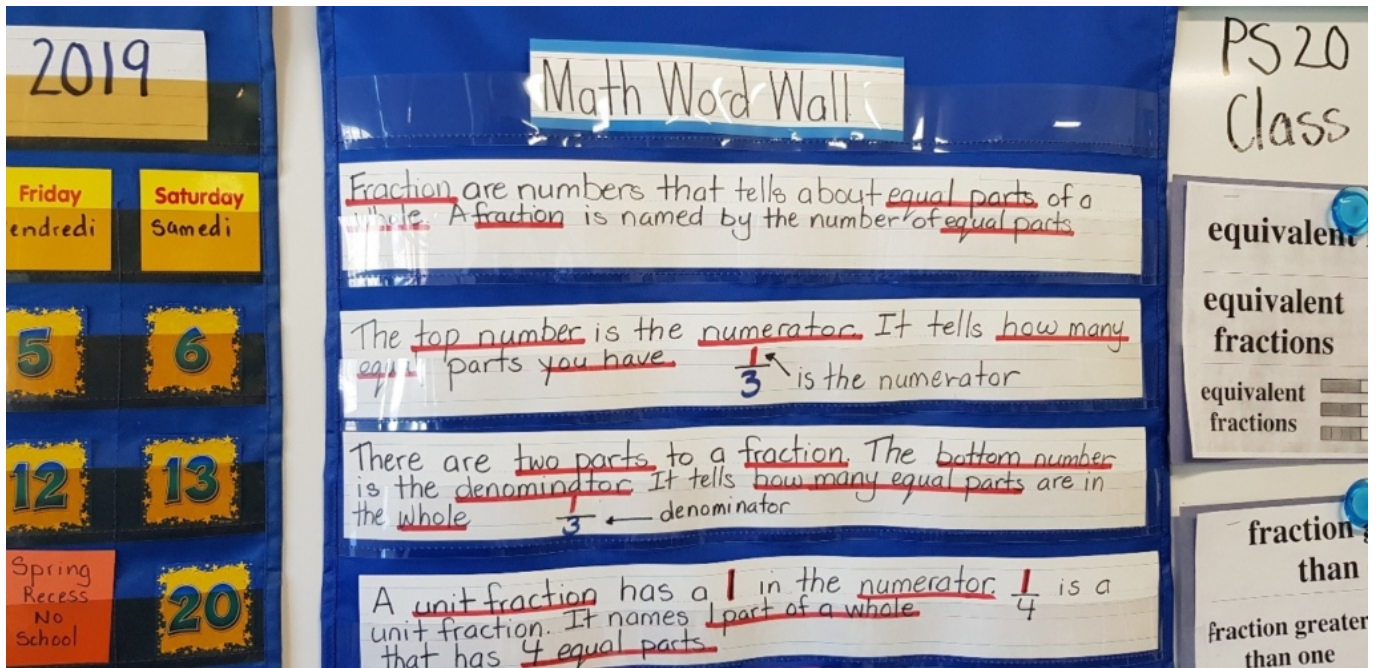 2019
Friday
endredi
Saturday
samedi
5
6
12
13
Spring
Recess
No
School
20
Math Word Wall
Fraction are numbers that tells about equal parts of a
whole. A fraction is named by the number of equal parts
The top number is the numerator. It tells how many
equal parts you have.
1
3
is the numerator
There are two parts to a fraction. The bottom number
is the denominator. It tells how many equal parts are in
the whole
1
3
denominator
A unit fraction has a 1 in the numerator. 1/4 is a
unit fraction. It names 1 part of a whole
that has 4 equal parts.
PS 20
Class
equivalent
equivalent
fractions
equivalent
fractions
fraction
than
fraction greater
than one